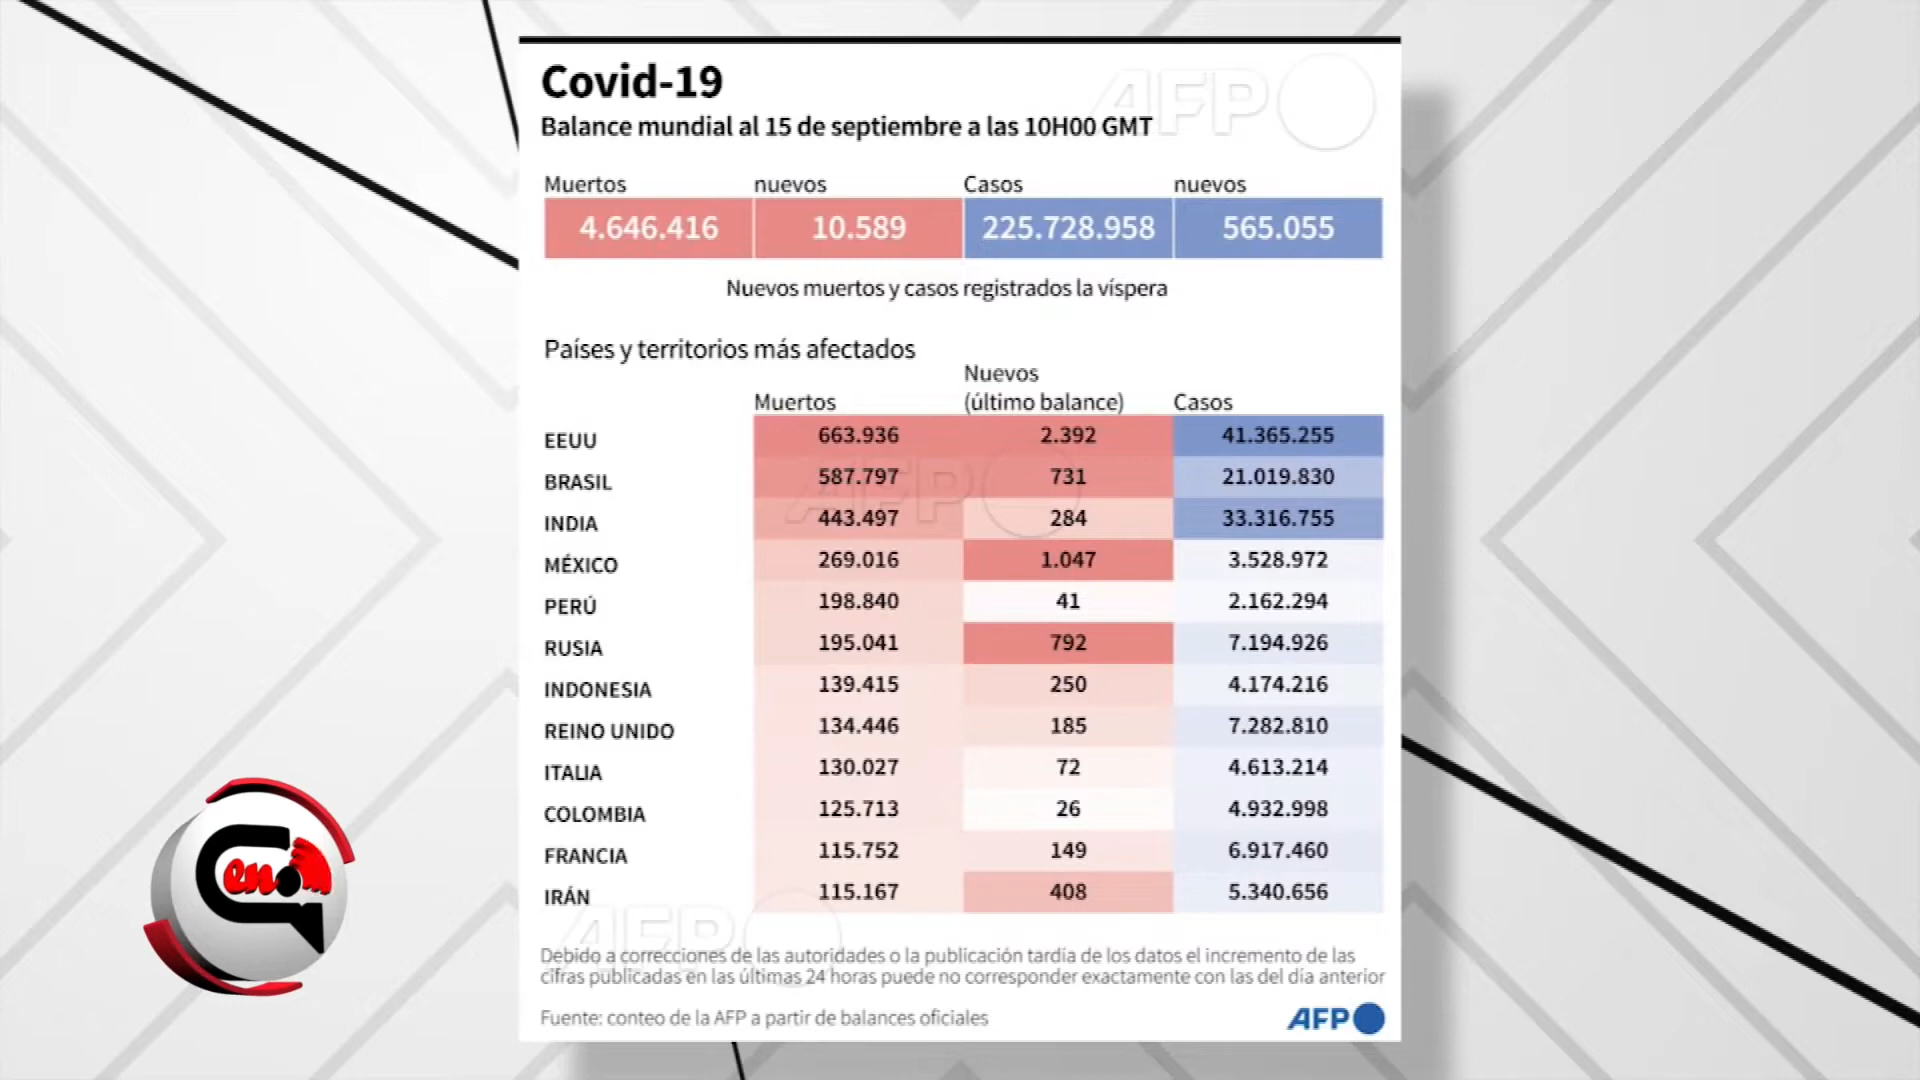 Covid-19
AFP
Balance mundial al 15 de septiembre a las 10H00 GMT
Muertos nuevos Casos nuevos
4.646.416 10.589 225.728.958 565.055
Nuevos muertos y casos registrados la víspera
Países y territorios más afectados
Nuevos
Muertos (último balance) Casos
EEUU 663.936 2.392 41.365.255
BRASIL 587.797 731 21.019.830
AFP
INDIA 443.497 284 33.316.755
MÉXICO 269.016 1.047 3.528.972
PERÚ 198.840 41 2.162.294
RUSIA 195.041 792 7.194.926
INDONESIA 139.415 250 4.174.216
REINO UNIDO 134.446 185 7.282.810
ITALIA 130.027 72 4.613.214
COLOMBIA 125.713 26 4.932.998
FRANCIA 115.752 149 6.917.460
IRÁN 115.167 408 5.340.656
AFP
Debido a correcciones de las autoridades o la publicación tardía de los datos el incremento de las
cifras publicadas en las últimas 24 horas puede no corresponder exactamente con las del día anterior
Fuente: conteo de la AFP a partir de balances oficiales
AFP
en